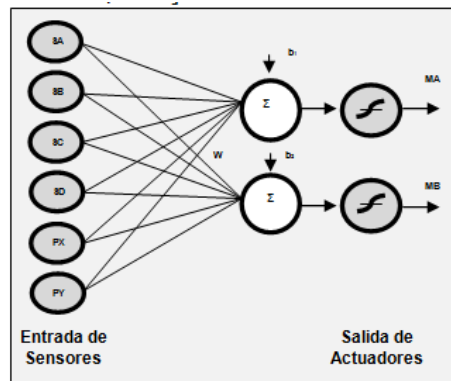 SA
SB
SC
SD
PX
PY
W
b₁
Σ
b₂
Σ
MA
MB
Entrada de
Sensores
Salida de
Actuadores